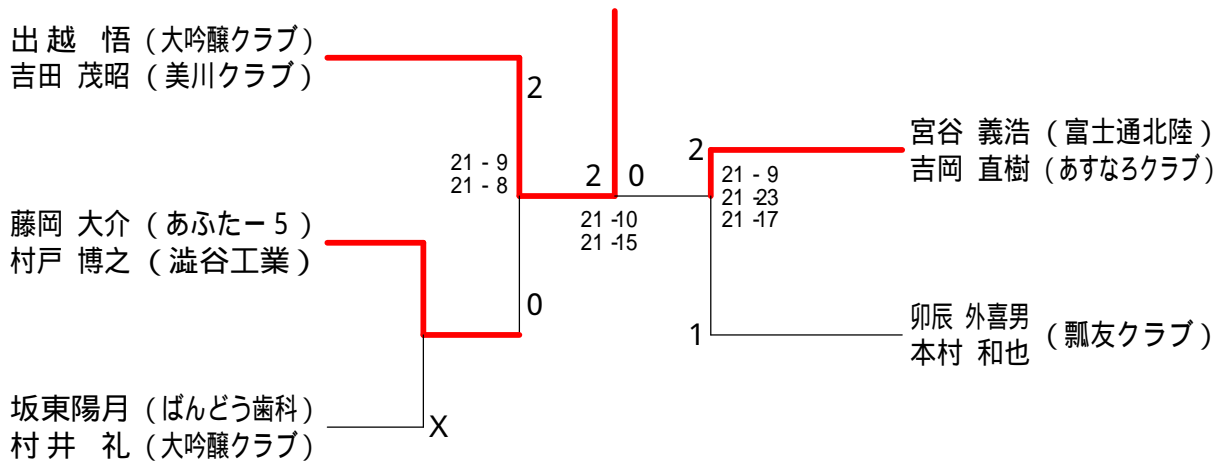 出越 悟 (大吟醸クラブ)
吉田 茂昭 (美川クラブ)
2
21 - 9
21 - 8
藤岡 大介 (あふたー5)
村戸 博之 (澁谷工業)
0
坂東陽月 (ばんどう歯科)
村井 礼 (大吟醸クラブ)
X
2 0
21 -10
21 -15
宮谷 義浩 (富士通北陸)
吉岡 直樹 (あすなろクラブ)
2
21 - 9
21 -23
21 -17
卯辰 外喜男
本村 和也
(瓢友クラブ)
1